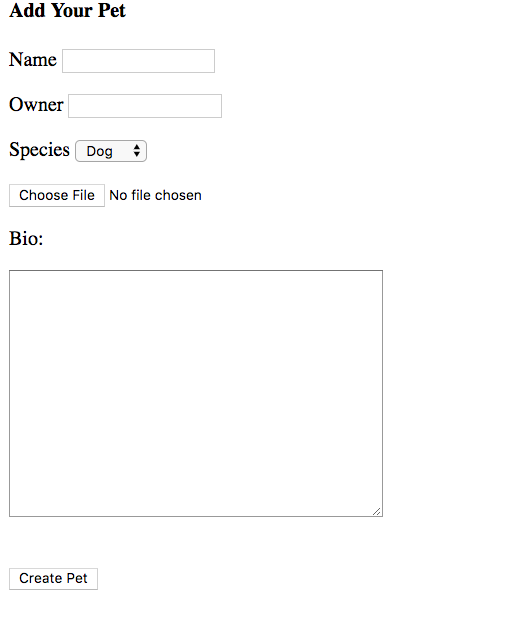 Add Your Pet
Name
Owner
Species Dog
Choose File No file chosen
Bio:
Create Pet